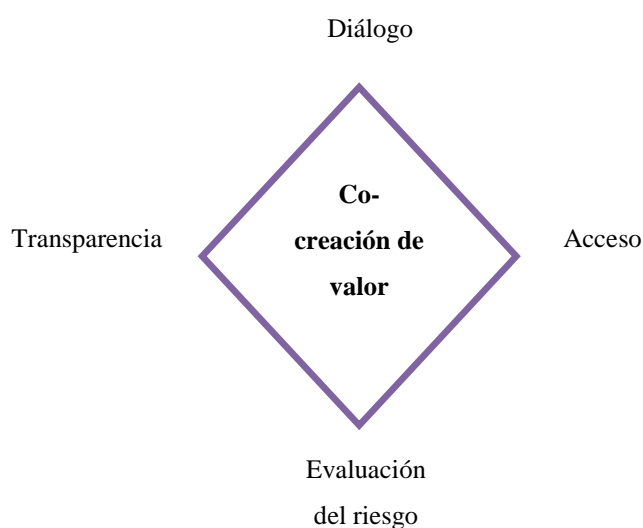 Diálogo
Co-
creación de
valor
Transparencia
Acceso
Evaluación
del riesgo